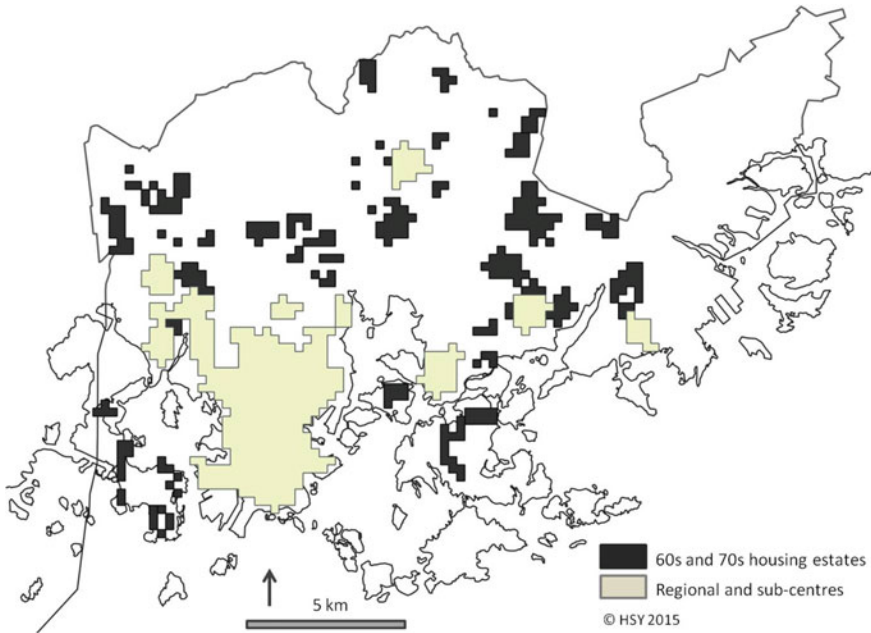 60s and 70s housing estates
Regional and sub-centres
5 km
© HSY 2015